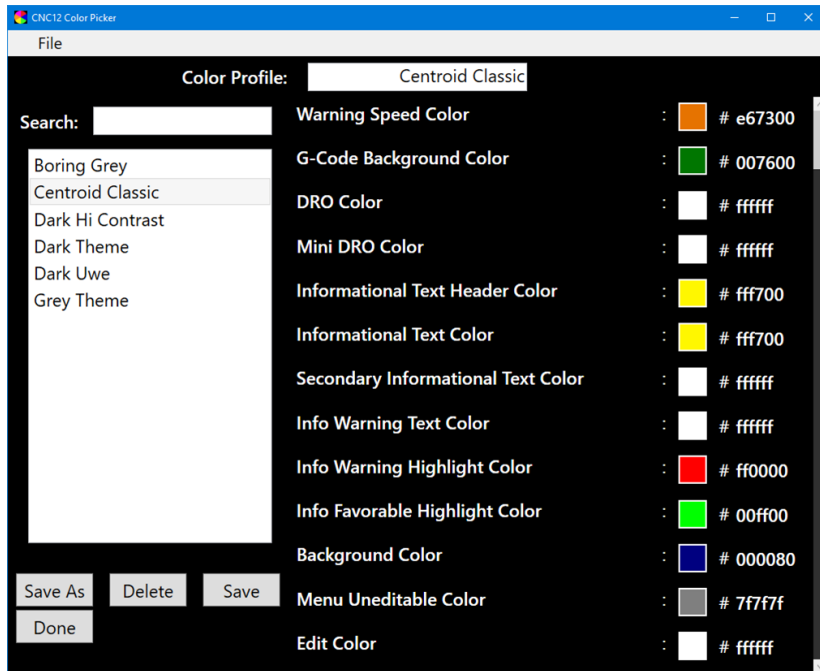 CNC12 Color Picker
File
Color Profile: Centroid Classic
Search:
Boring Grey
Centroid Classic
Dark Hi Contrast
Dark Theme
Dark Uwe
Grey Theme
Save As Delete Save
Done
Warning Speed Color : # e67300
G-Code Background Color : # 007600
DRO Color : # ffffff
Mini DRO Color : # ffffff
Informational Text Header Color : # fff700
Informational Text Color : # fff700
Secondary Informational Text Color : # ffffff
Info Warning Text Color : # ffffff
Info Warning Highlight Color : # ff0000
Info Favorable Highlight Color : # 00ff00
Background Color : # 000080
Menu Uneditable Color : # 7f7f7f
Edit Color : # ffffff